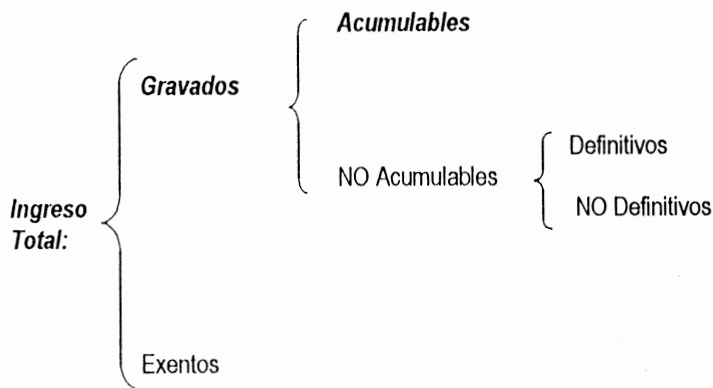 Acumulables
Gravados
Definitivos
NO Acumulables
NO Definitivos
Ingreso
Total:
Exentos